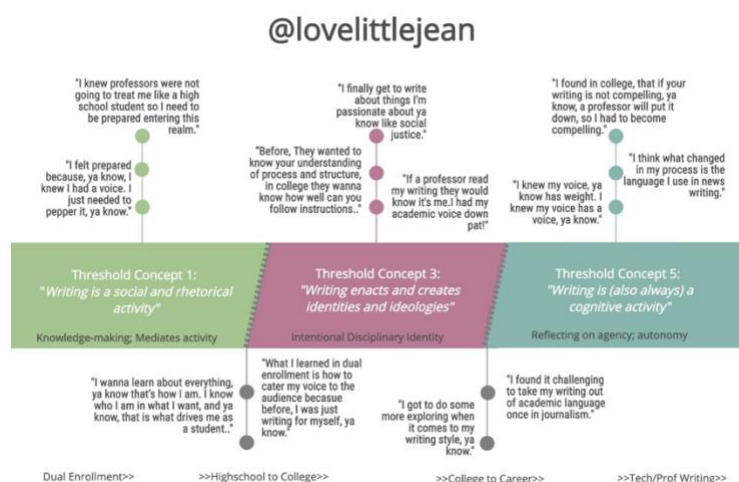 @lovelittlejean
"I knew professors were not
going to treat me like a high
school student so I need to
be prepared entering this
realm."
"I felt prepared
because, ya know, I
knew I had a voice. I
just needed to
pepper it, ya know."
"I finally get to write
about things I'm
passionate about ya
know like social
justice."
"Before, They wanted to
know your understanding
of process and structure,
in college they wanna
know how well can you
follow instructions.."
"If a professor read
my writing they would
know it's me.I had my
academic voice down
pat!"
"I found in college, that if your
writing is not compelling, ya
know, a professor will put it
down, so I had to become
compelling."
"I think what changed
in my process is the
language I use in news
writing."
"I knew my voice, ya
know has weight. I
knew my voice has a
voice, ya know."
Threshold Concept 1:
"Writing is a social and rhetorical
activity"
Knowledge-making; Mediates activity
Threshold Concept 3:
"Writing enacts and creates
identities and ideologies"
Intentional Disciplinary Identity
Threshold Concept 5:
"Writing is (also always) a
cognitive activity"
Reflecting on agency; autonomy
"I wanna learn about everything,
ya know that's how I am. I know
who I am in what I want, and ya
know, that is what drives me as
a student.."
"What I learned in dual
enrollment is how to
cater my voice to the
audience becasue
before, I was just
writing for myself, ya
know."
"I got to do some
more exploring when
it comes to my
writing style, ya
know."
"I found it challenging
to take my writing out
of academic language
once in journalism."
Dual Enrollment>>
>>Highschool to College>>
>>College to Career>>
>>Tech/Prof Writing>>